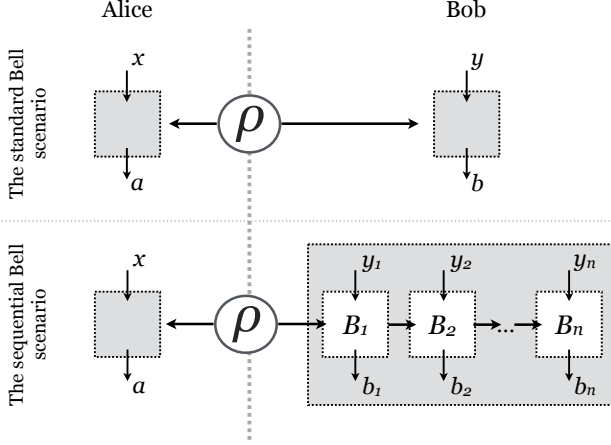 Alice Bob
The standard Bell
scenario
x y
ρ
a b
The sequential Bell
scenario
x y1 y2 yn
ρ B1 B2 ... Bn
a b1 b2 bn